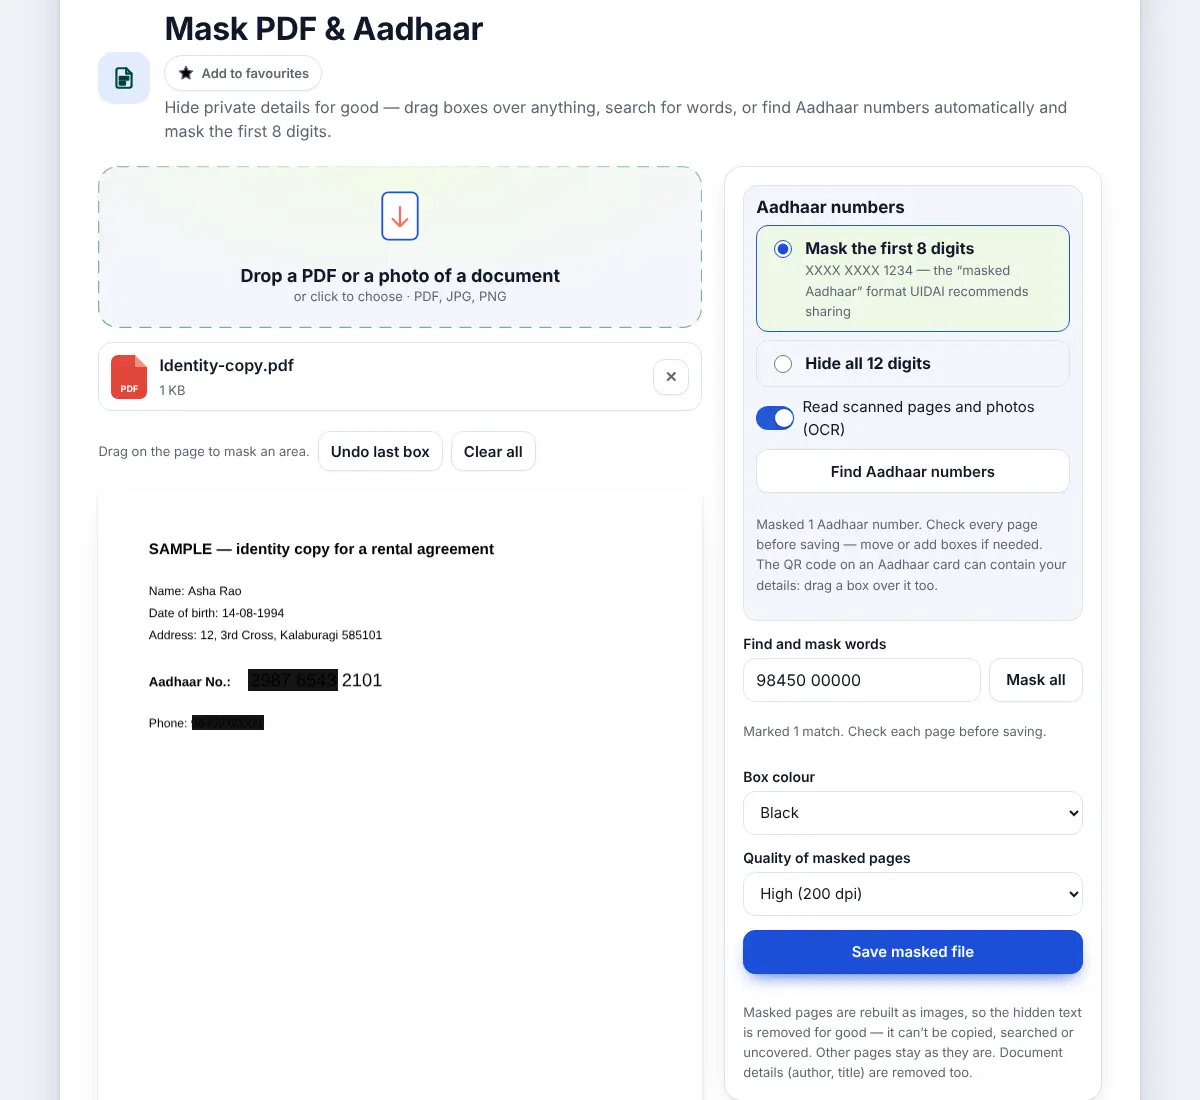 Mask PDF & Aadhaar
Add to favourites
Hide private details for good — drag boxes over anything, search for words, or find Aadhaar numbers automatically and
mask the first 8 digits.
Drop a PDF or a photo of a document
or click to choose · PDF, JPG, PNG
PDF
Identity-copy.pdf
1 KB
Drag on the page to mask an area.
Undo last box
Clear all
SAMPLE — identity copy for a rental agreement
Name: Asha Rao
Date of birth: 14-08-1994
Address: 12, 3rd Cross, Kalaburagi 585101
Aadhaar No.: 2101
Phone:
Aadhaar numbers
Mask the first 8 digits
XXXX XXXX 1234 — the “masked
Aadhaar” format UIDAI recommends
sharing
Hide all 12 digits
Read scanned pages and photos
(OCR)
Find Aadhaar numbers
Masked 1 Aadhaar number. Check every page
before saving — move or add boxes if needed.
The QR code on an Aadhaar card can contain your
details: drag a box over it too.
Find and mask words
98450 00000
Mask all
Marked 1 match. Check each page before saving.
Box colour
Black
Quality of masked pages
High (200 dpi)
Save masked file
Masked pages are rebuilt as images, so the hidden text
is removed for good — it can’t be copied, searched or
uncovered. Other pages stay as they are. Document
details (author, title) are removed too.